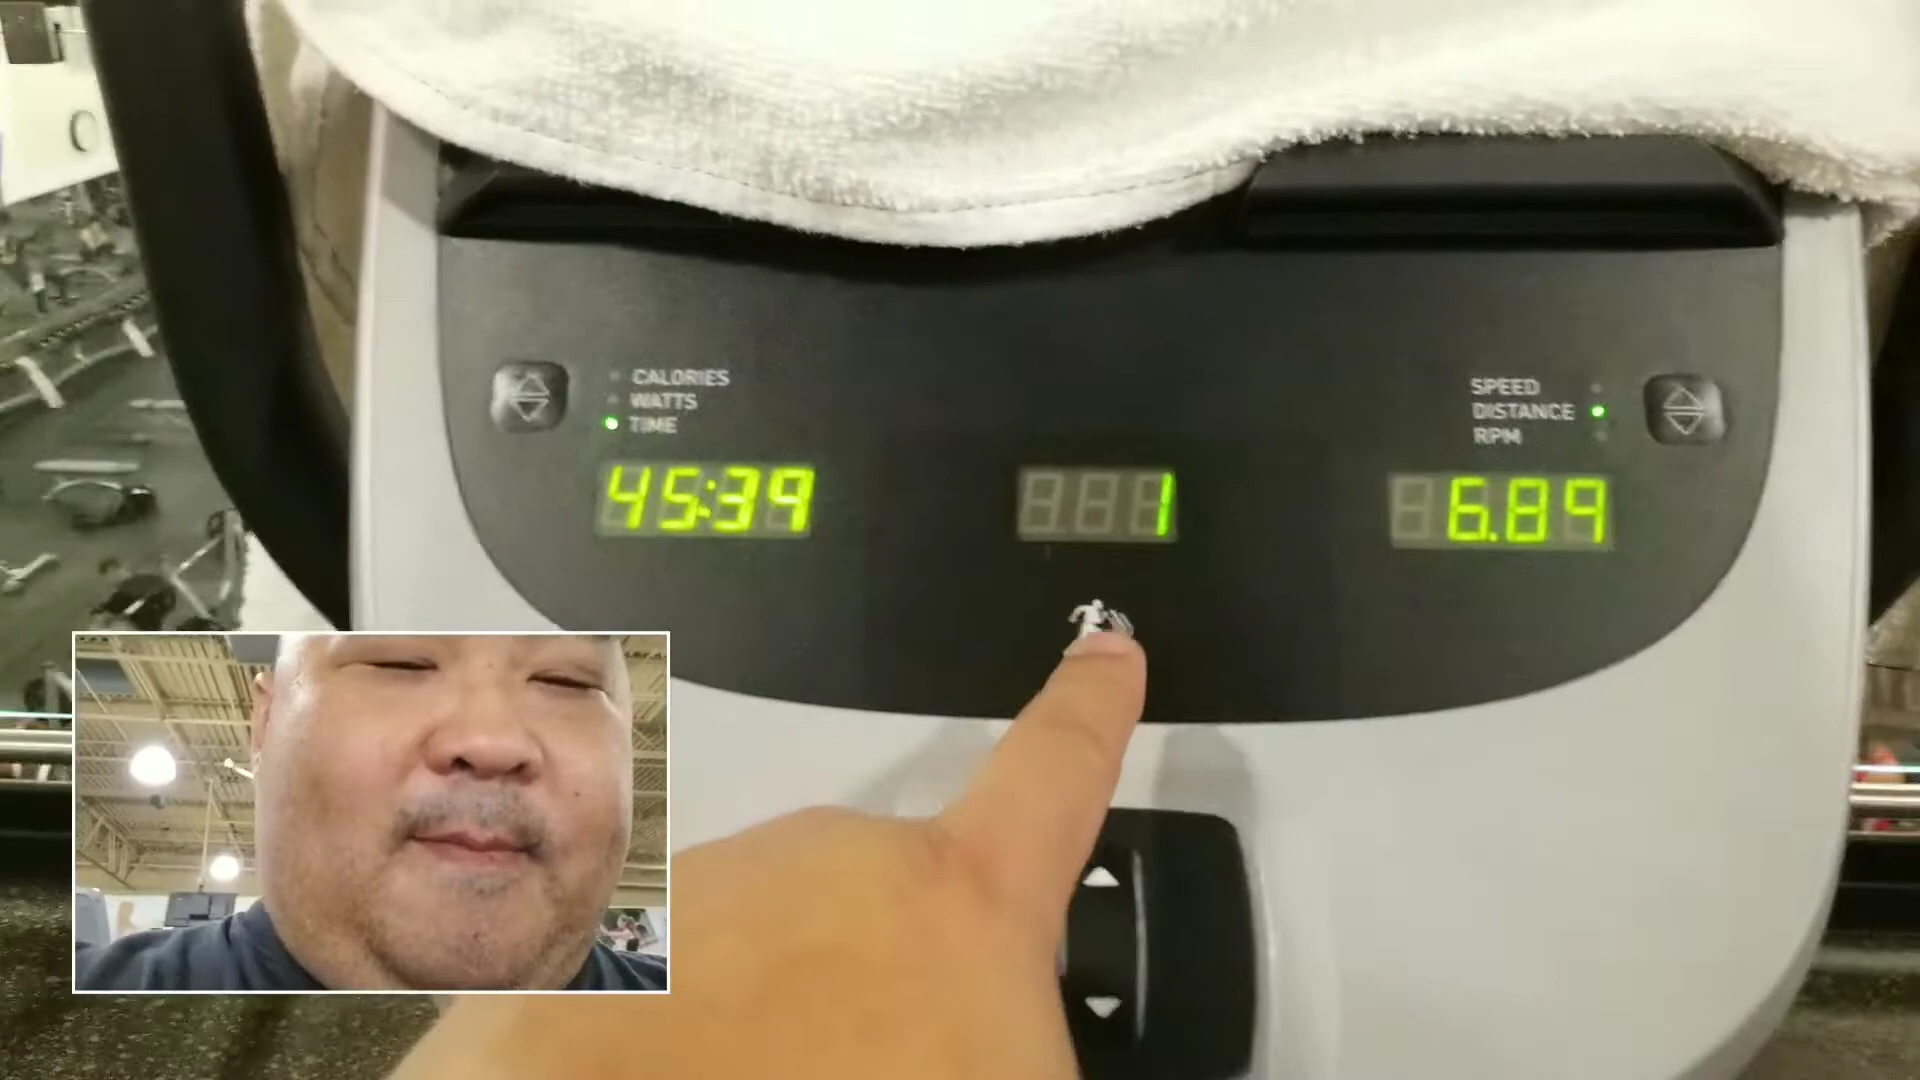 CALORIES
WATTS
TIME
45:39
1
SPEED
DISTANCE
RPM
6.89